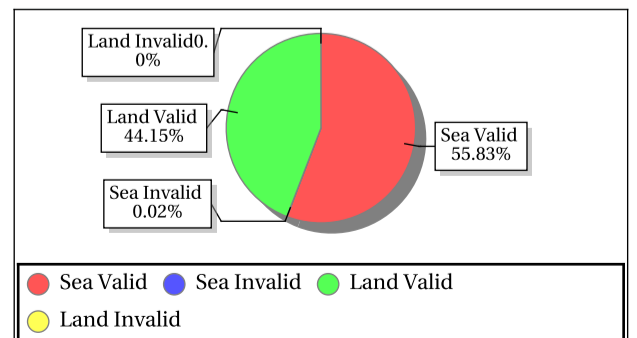 Land Invalid0.
0%
Land Valid
44.15%
Sea Valid
55.83%
Sea Invalid
0.02%
Sea Valid
Sea Invalid
Land Valid
Land Invalid